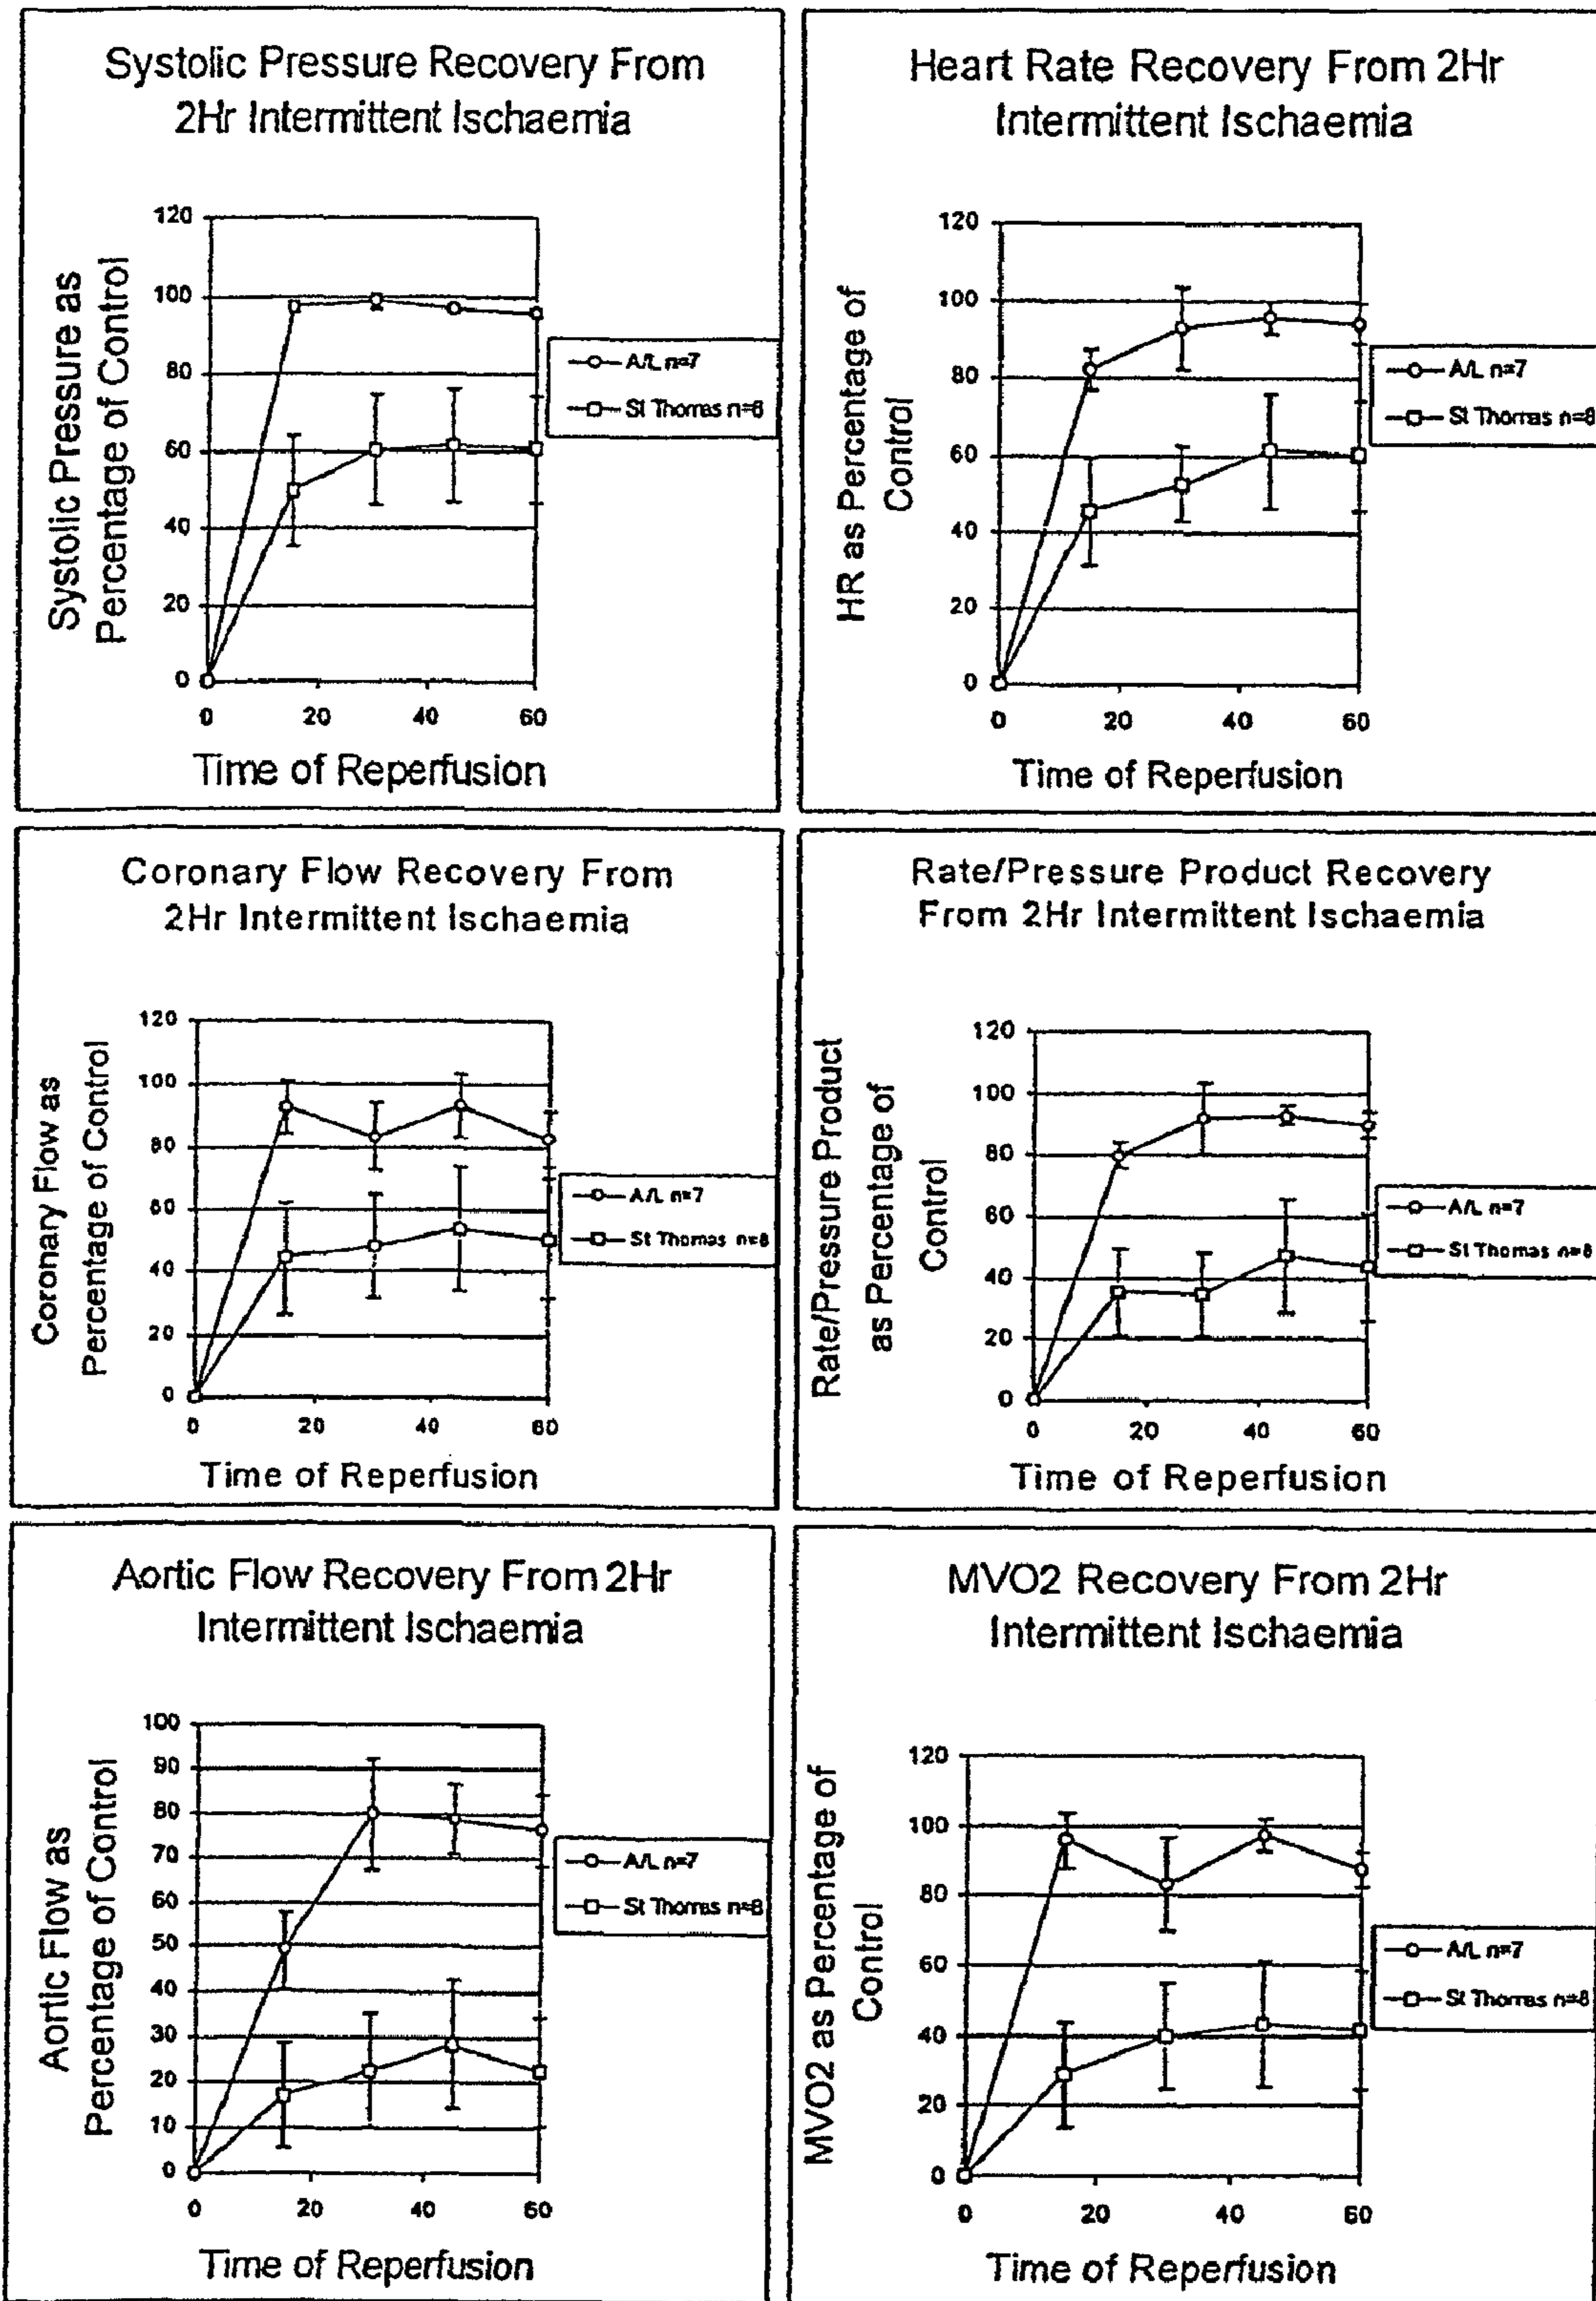 Systolic Pressure Recovery From
2Hr Intermittent Ischaemia
Systolic Pressure as
Percentage of Control
120
100
80
60
40
20
0
0 20 40 60
Time of Reperfusion
A/L n=7
St Thomas n=8
Heart Rate Recovery From 2Hr
Intermittent Ischaemia
HR as Percentage of
Control
120
100
80
60
40
20
0
0 20 40 60
Time of Reperfusion
A/L n=7
St Thomas n=8
Coronary Flow Recovery From
2Hr Intermittent Ischaemia
Coronary Flow as
Percentage of Control
120
100
80
60
40
20
0
0 20 40 60
Time of Reperfusion
A/L n=7
St Thomas n=8
Rate/Pressure Product Recovery
From 2Hr Intermittent Ischaemia
Rate/Pressure Product
as Percentage of
Control
120
100
80
60
40
20
0
0 20 40 60
Time of Reperfusion
A/L n=7
St Thomas n=8
Aortic Flow Recovery From 2Hr
Intermittent Ischaemia
Aortic Flow as
Percentage of Control
100
90
80
70
60
50
40
30
20
10
0
0 20 40 60
Time of Reperfusion
A/L n=7
St Thomas n=8
MVO2 Recovery From 2Hr
Intermittent Ischaemia
MVO2 as Percentage of
Control
120
100
80
60
40
20
0
0 20 40 60
Time of Reperfusion
A/L n=7
St Thomas n=8